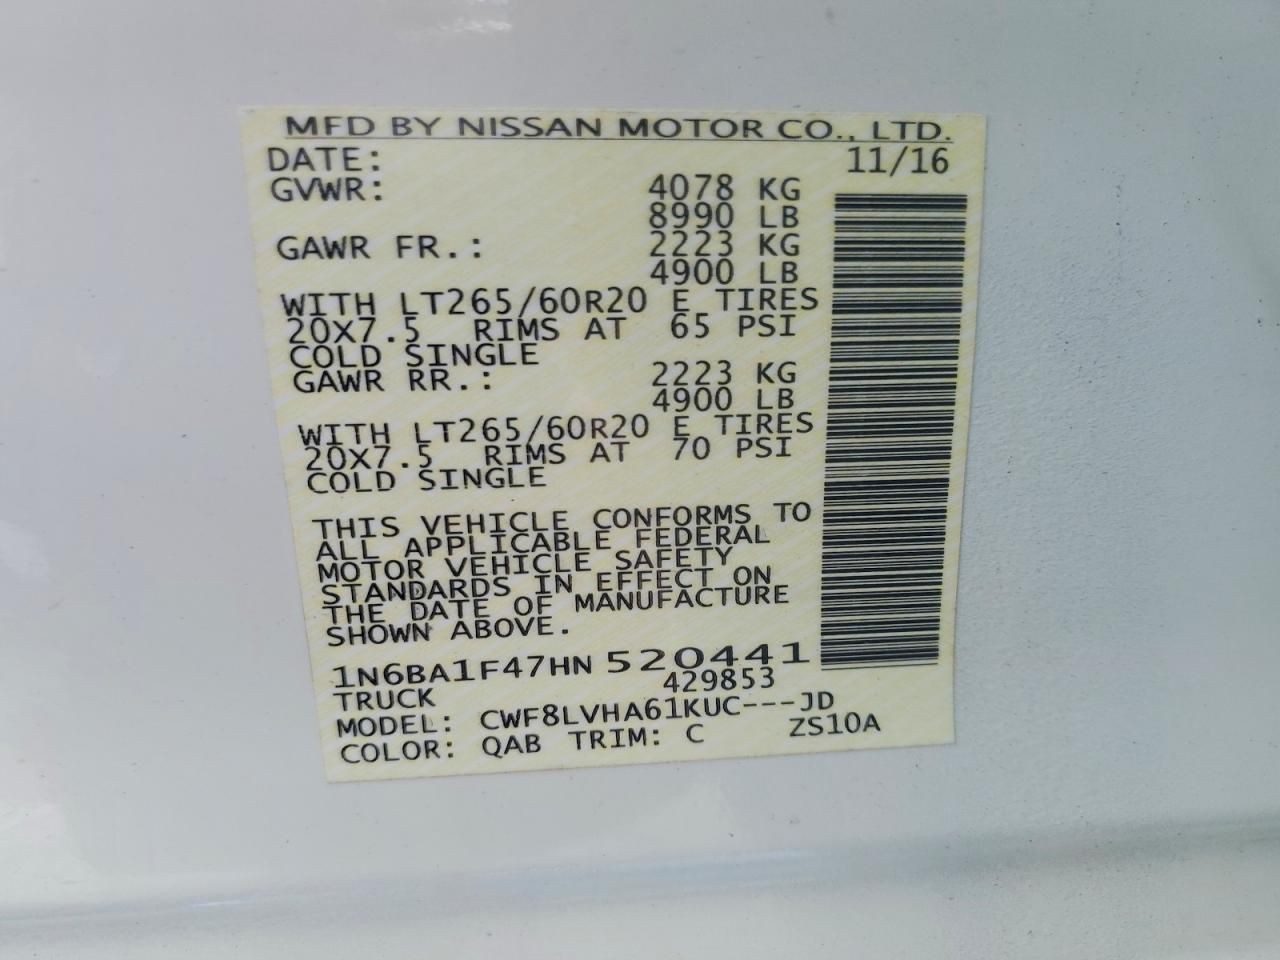 MFD BY NISSAN MOTOR CO., LTD.
DATE: 11/16
GVWR: 4078 KG
8990 LB
GAWR FR.: 2223 KG
4900 LB
WITH LT265/60R20 E TIRES
20X7.5 RIMS AT 65 PSI
COLD SINGLE
GAWR RR.: 2223 KG
4900 LB
WITH LT265/60R20 E TIRES
20X7.5 RIMS AT 70 PSI
COLD SINGLE
THIS VEHICLE CONFORMS TO
ALL APPLICABLE FEDERAL
MOTOR VEHICLE SAFETY
STANDARDS IN EFFECT ON
THE DATE OF MANUFACTURE
SHOWN ABOVE.
1N6BA1F47HN520441
TRUCK 429853
MODEL: CWF8LVHA61KUC---JD
COLOR: QAB TRIM: C ZS10A